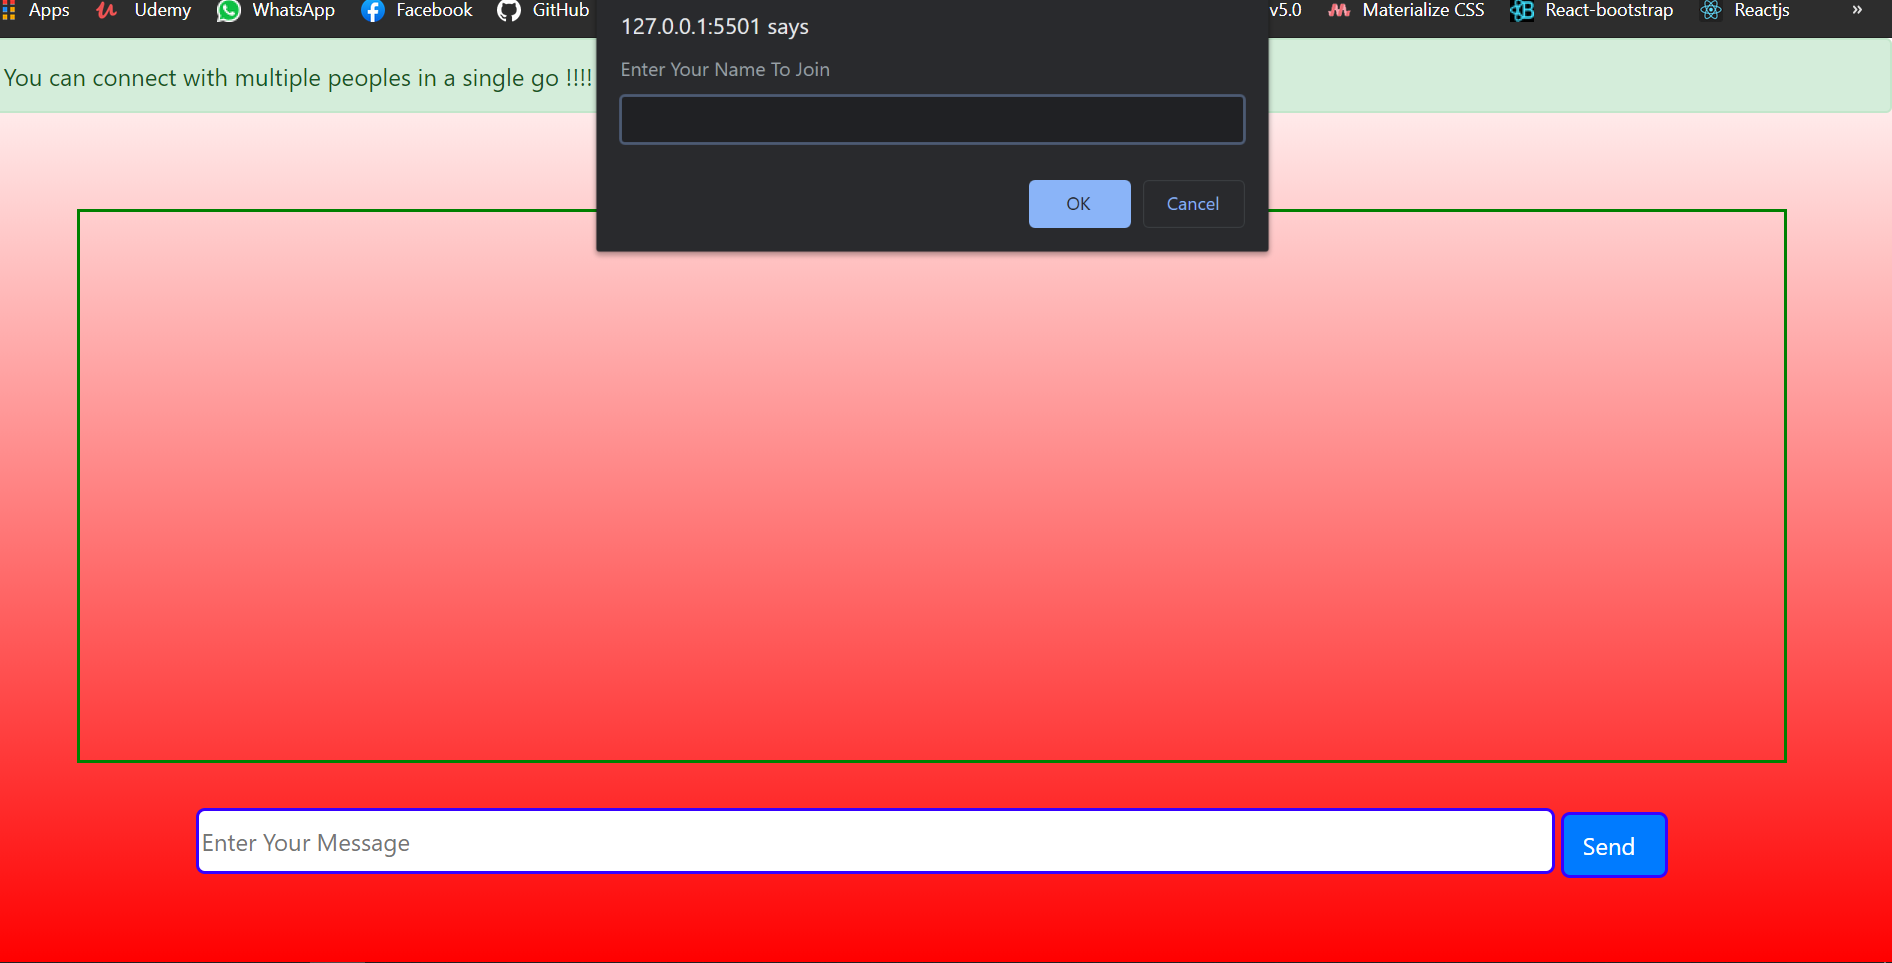 Apps Udemy WhatsApp Facebook GitHub v5.0 Materialize CSS React-bootstrap Reactjs »
127.0.0.1:5501 says
Enter Your Name To Join
You can connect with multiple peoples in a single go !!!!
OK Cancel
Enter Your Message Send